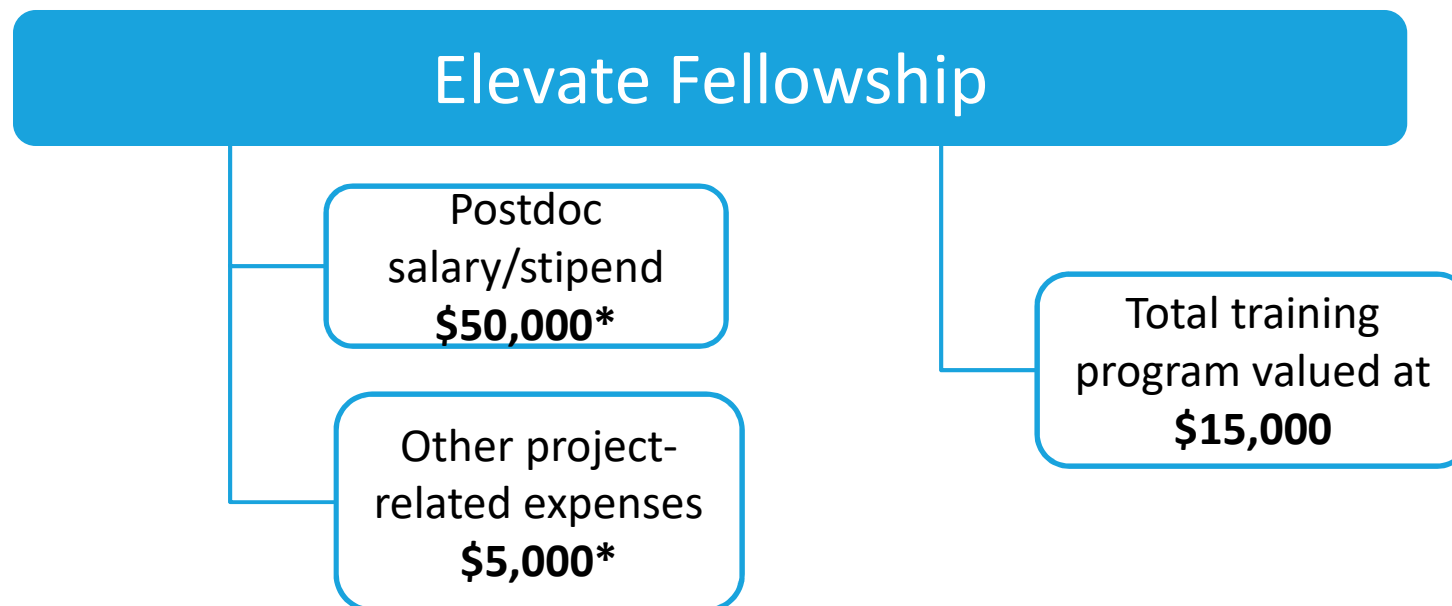 Elevate Fellowship
Postdoc
salary/stipend
$50,000*
Other project-
related expenses
$5,000*
Total training
program valued at
$15,000